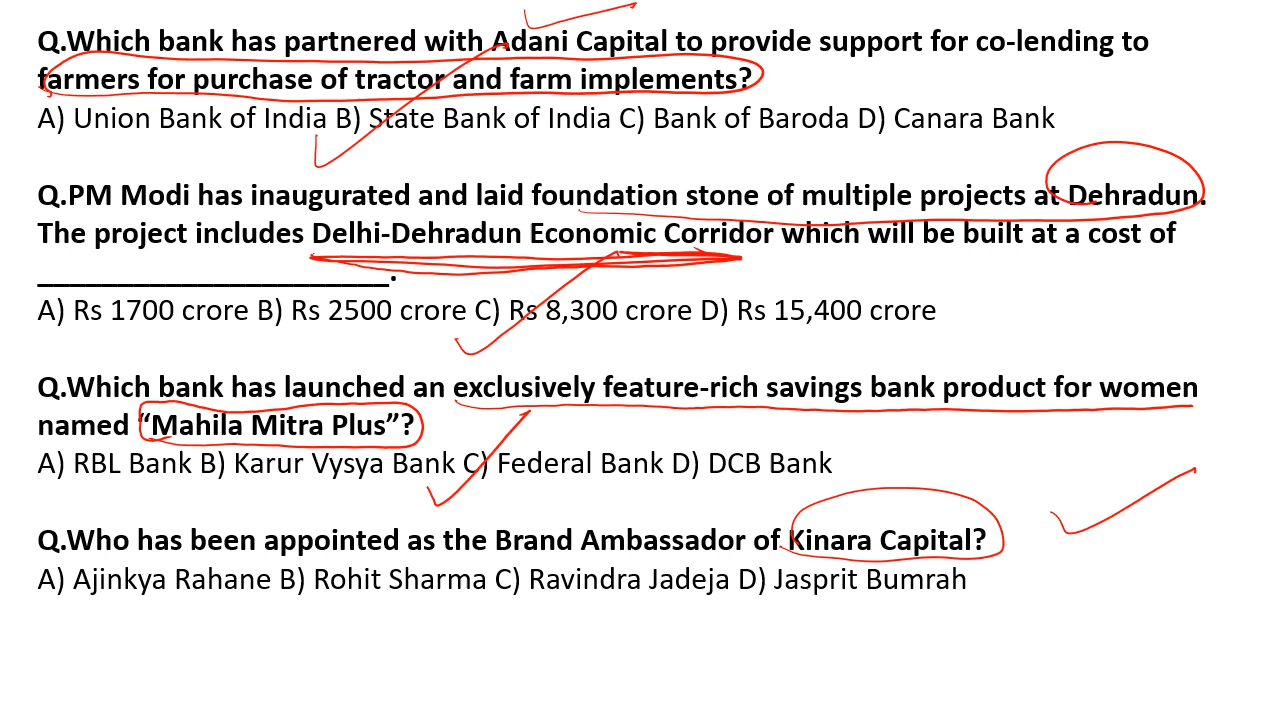 Q.Which bank has partnered with Adani Capital to provide support for co-lending to
farmers for purchase of tractor and farm implements?
A) Union Bank of India B) State Bank of India C) Bank of Baroda D) Canara Bank
Q.PM Modi has inaugurated and laid foundation stone of multiple projects at Dehradun.
The project includes Delhi-Dehradun Economic Corridor which will be built at a cost of
______________________.
A) Rs 1700 crore B) Rs 2500 crore C) Rs 8,300 crore D) Rs 15,400 crore
Q.Which bank has launched an exclusively feature-rich savings bank product for women
named “Mahila Mitra Plus”?
A) RBL Bank B) Karur Vysya Bank C) Federal Bank D) DCB Bank
Q.Who has been appointed as the Brand Ambassador of Kinara Capital?
A) Ajinkya Rahane B) Rohit Sharma C) Ravindra Jadeja D) Jasprit Bumrah